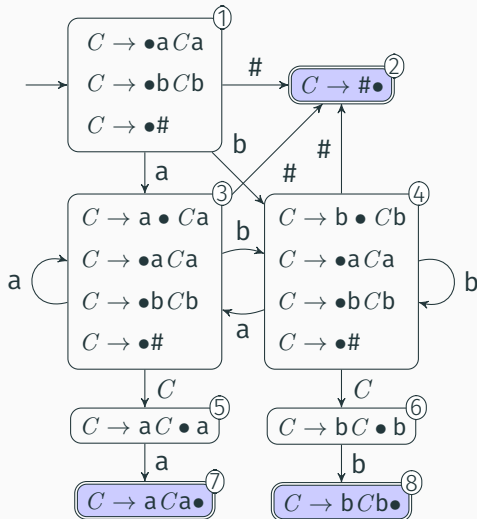 1
C → •aCa
C → •bCb
C → •#
#
2
C → #•
a
b
#
#
3
C → a • Ca
C → •aCa
C → •bCb
C → •#
4
C → b • Cb
C → •aCa
C → •bCb
C → •#
a
b
a
b
C
C
5
C → aC • a
6
C → bC • b
a
b
7
C → aCa•
8
C → bCb•